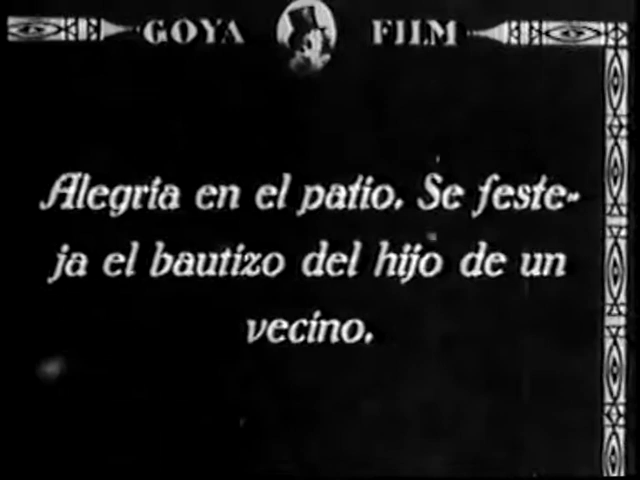 GOYA FILM
Alegria en el patio. Se feste-
ja el bautizo del hijo de un
vecino.